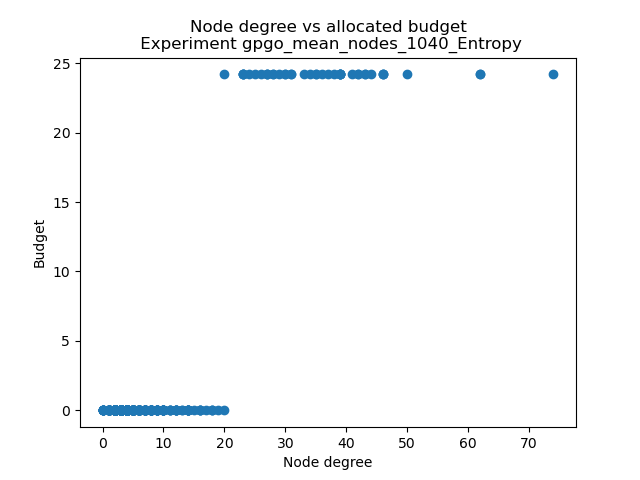 Node degree vs allocated budget
Experiment gpgo_mean_nodes_1040_Entropy
25
20
15
10
5
0
Budget
0 10 20 30 40 50 60 70
Node degree